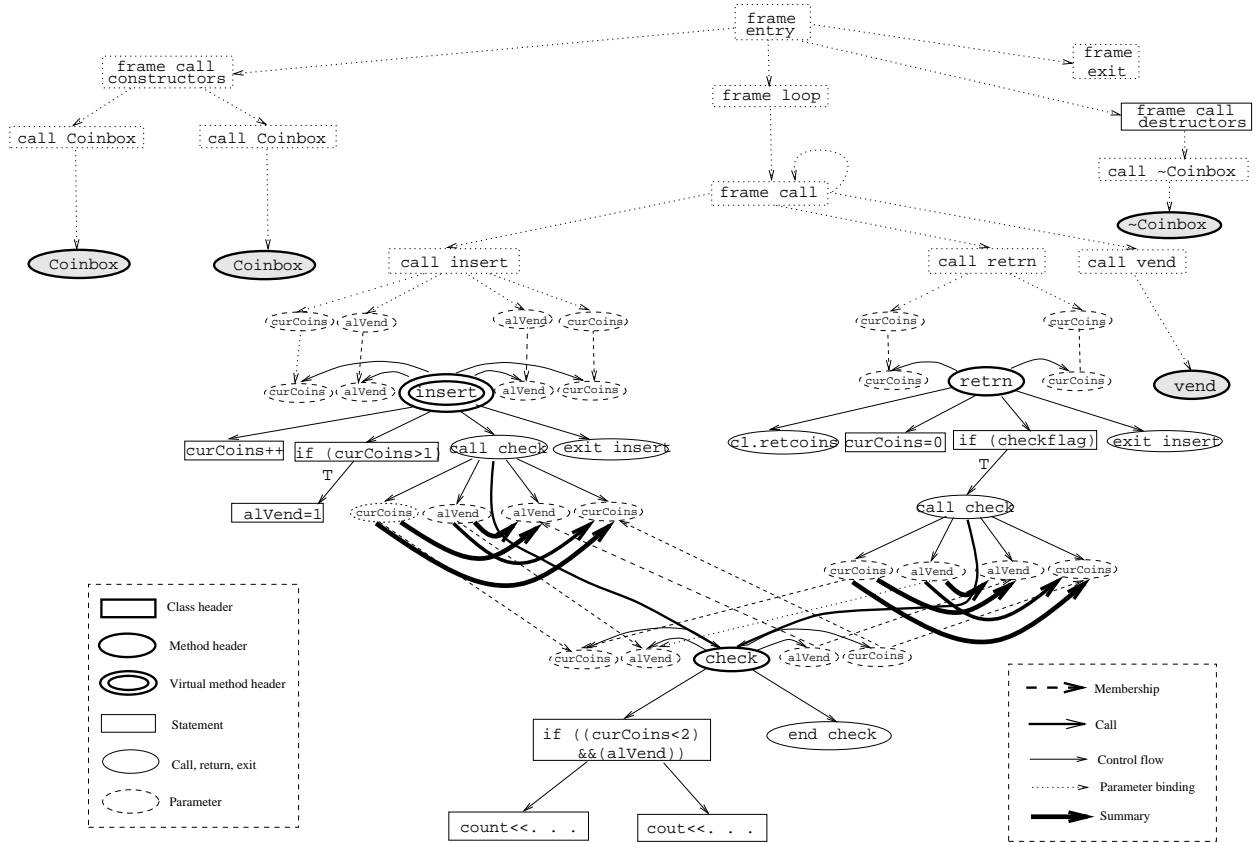 frame
entry
frame call
constructors
frame
exit
frame loop
frame call
destructors
call Coinbox
call Coinbox
call ~Coinbox
frame call
~Coinbox
Coinbox
Coinbox
call insert
call retrn
call vend
curCoins
alVend
alVend
curCoins
curCoins
curCoins
curCoins
alVend
insert
alVend
curCoins
curCoins
retrn
curCoins
vend
curCoins++
if (curCoins>1)
call check
exit insert
c1.retcoins
curCoins=0
if (checkflag)
exit insert
T
T
alVend=1
curCoins
alVend
alVend
curCoins
call check
curCoins
alVend
alVend
curCoins
curCoins
alVend
check
alVend
curCoins
if ((curCoins<2)
&&(alVend))
end check
count<<. . .
cout<<. . .
Class header
Method header
Virtual method header
Statement
Call, return, exit
Parameter
Membership
Call
Control flow
Parameter binding
Summary